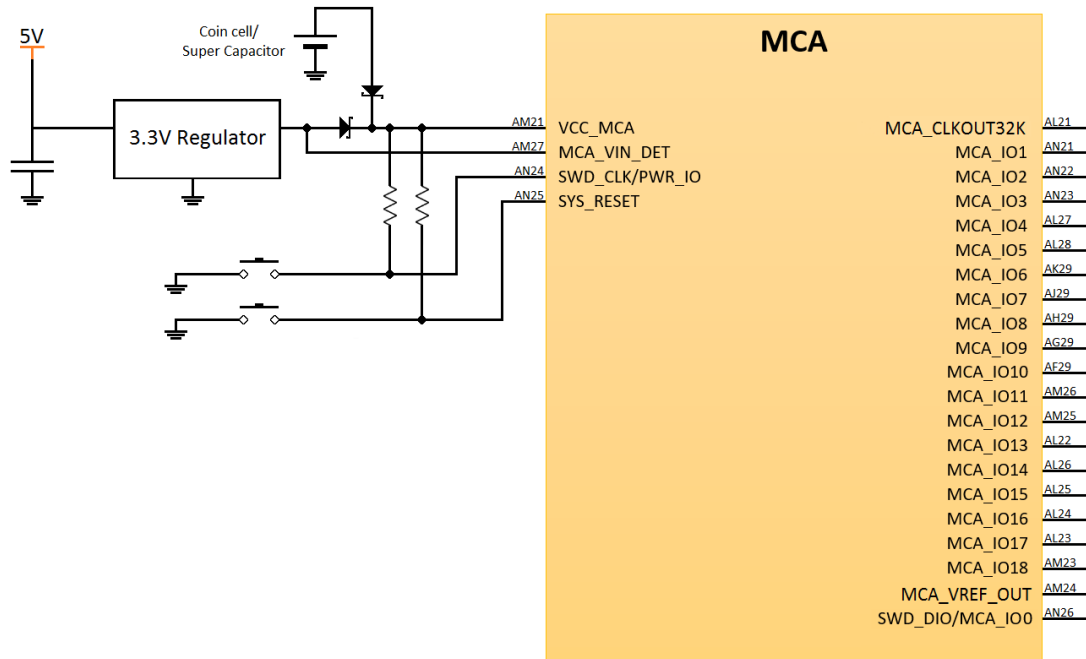 MCA
5V
Coin cell/
Super Capacitor
3.3V Regulator
AM21 VCC_MCA
AM27 MCA_VIN_DET
AN24 SWD_CLK/PWR_IO
AN25 SYS_RESET
MCA_CLKOUT32K AL21
MCA_IO1 AN21
MCA_IO2 AN22
MCA_IO3 AN23
MCA_IO4 AL27
MCA_IO5 AL28
MCA_IO6 AK29
MCA_IO7 AJ29
MCA_IO8 AH29
MCA_IO9 AG29
MCA_IO10 AF29
MCA_IO11 AM26
MCA_IO12 AM25
MCA_IO13 AL22
MCA_IO14 AL26
MCA_IO15 AL25
MCA_IO16 AL24
MCA_IO17 AL23
MCA_IO18 AM23
MCA_VREF_OUT AM24
SWD_DIO/MCA_IO0 AN26